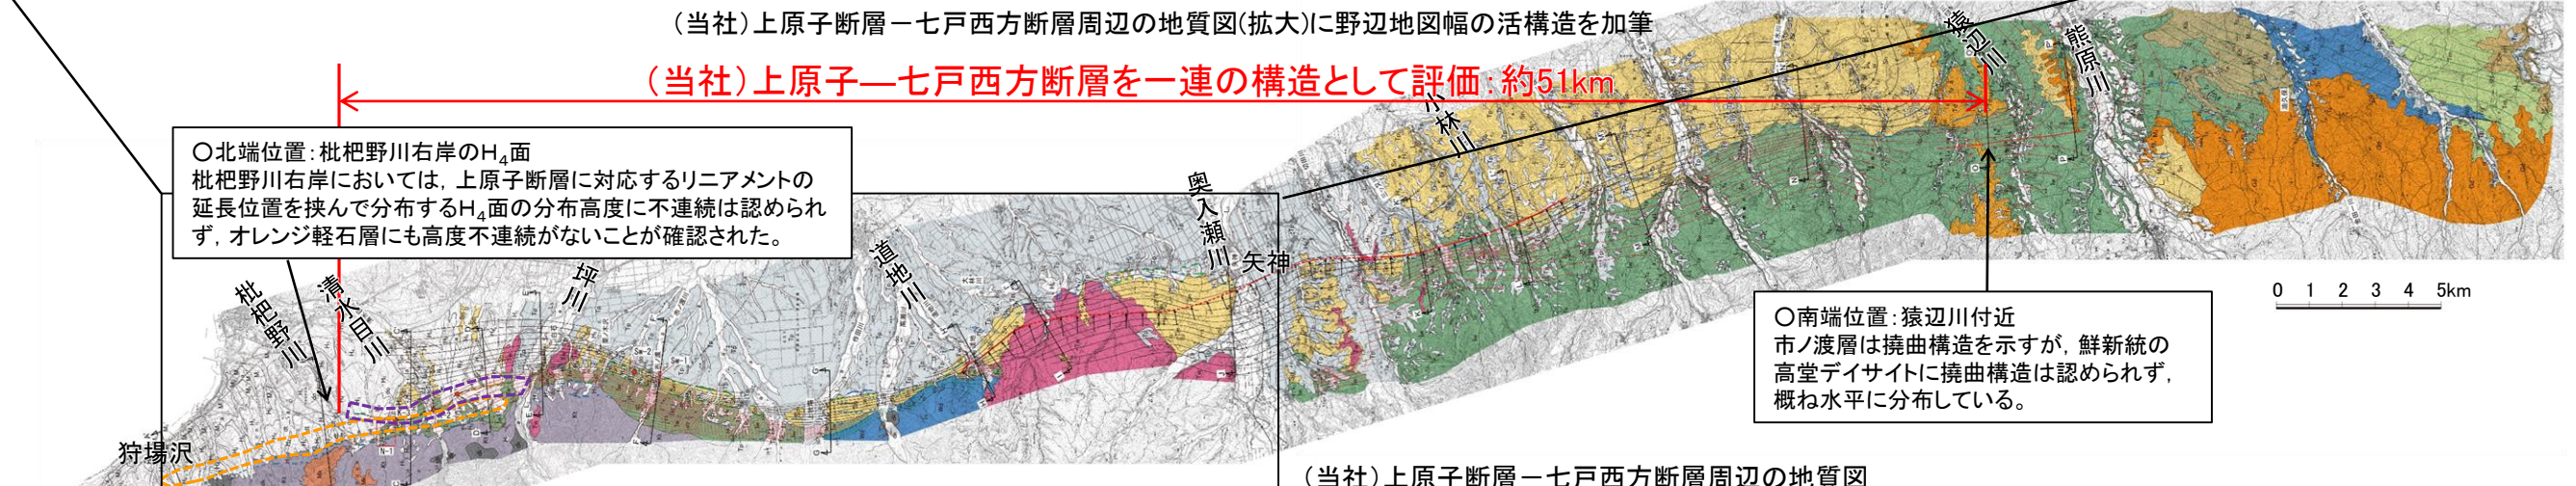 （当社）上原子断層－七戸西方断層周辺の地質図(拡大)に野辺地図幅の活構造を加筆
（当社）上原子―七戸西方断層を一連の構造として評価：約51km
○北端位置：枇杷野川右岸のH₄面
枇杷野川右岸においては，上原子断層に対応するリニアメントの
延長位置を挟んで分布するH₄面の分布高度に不連続は認められ
ず，オレンジ軽石層にも高度不連続がないことが確認された。
猿辺川
熊原川
小林川
奥入瀬川
矢神
道地川
坪川
清水目川
枇杷野川
狩場沢
0 1 2 3 4 5km
○南端位置：猿辺川付近
市ノ渡層は撓曲構造を示すが，鮮新統の
高堂デイサイトに撓曲構造は認められず，
概ね水平に分布している。
（当社）上原子断層－七戸西方断層周辺の地質図